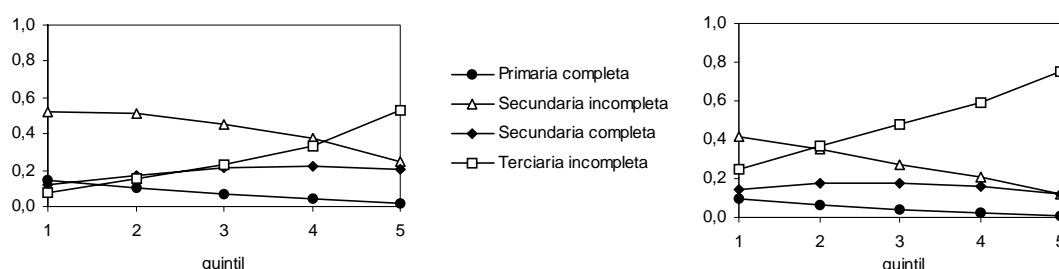 1,0
0,8
0,6
0,4
0,2
0,0
1 2 3 4 5
quintil
Primaria completa
Secundaria incompleta
Secundaria completa
Terciaria incompleta
1,0
0,8
0,6
0,4
0,2
0,0
1 2 3 4 5
quintil